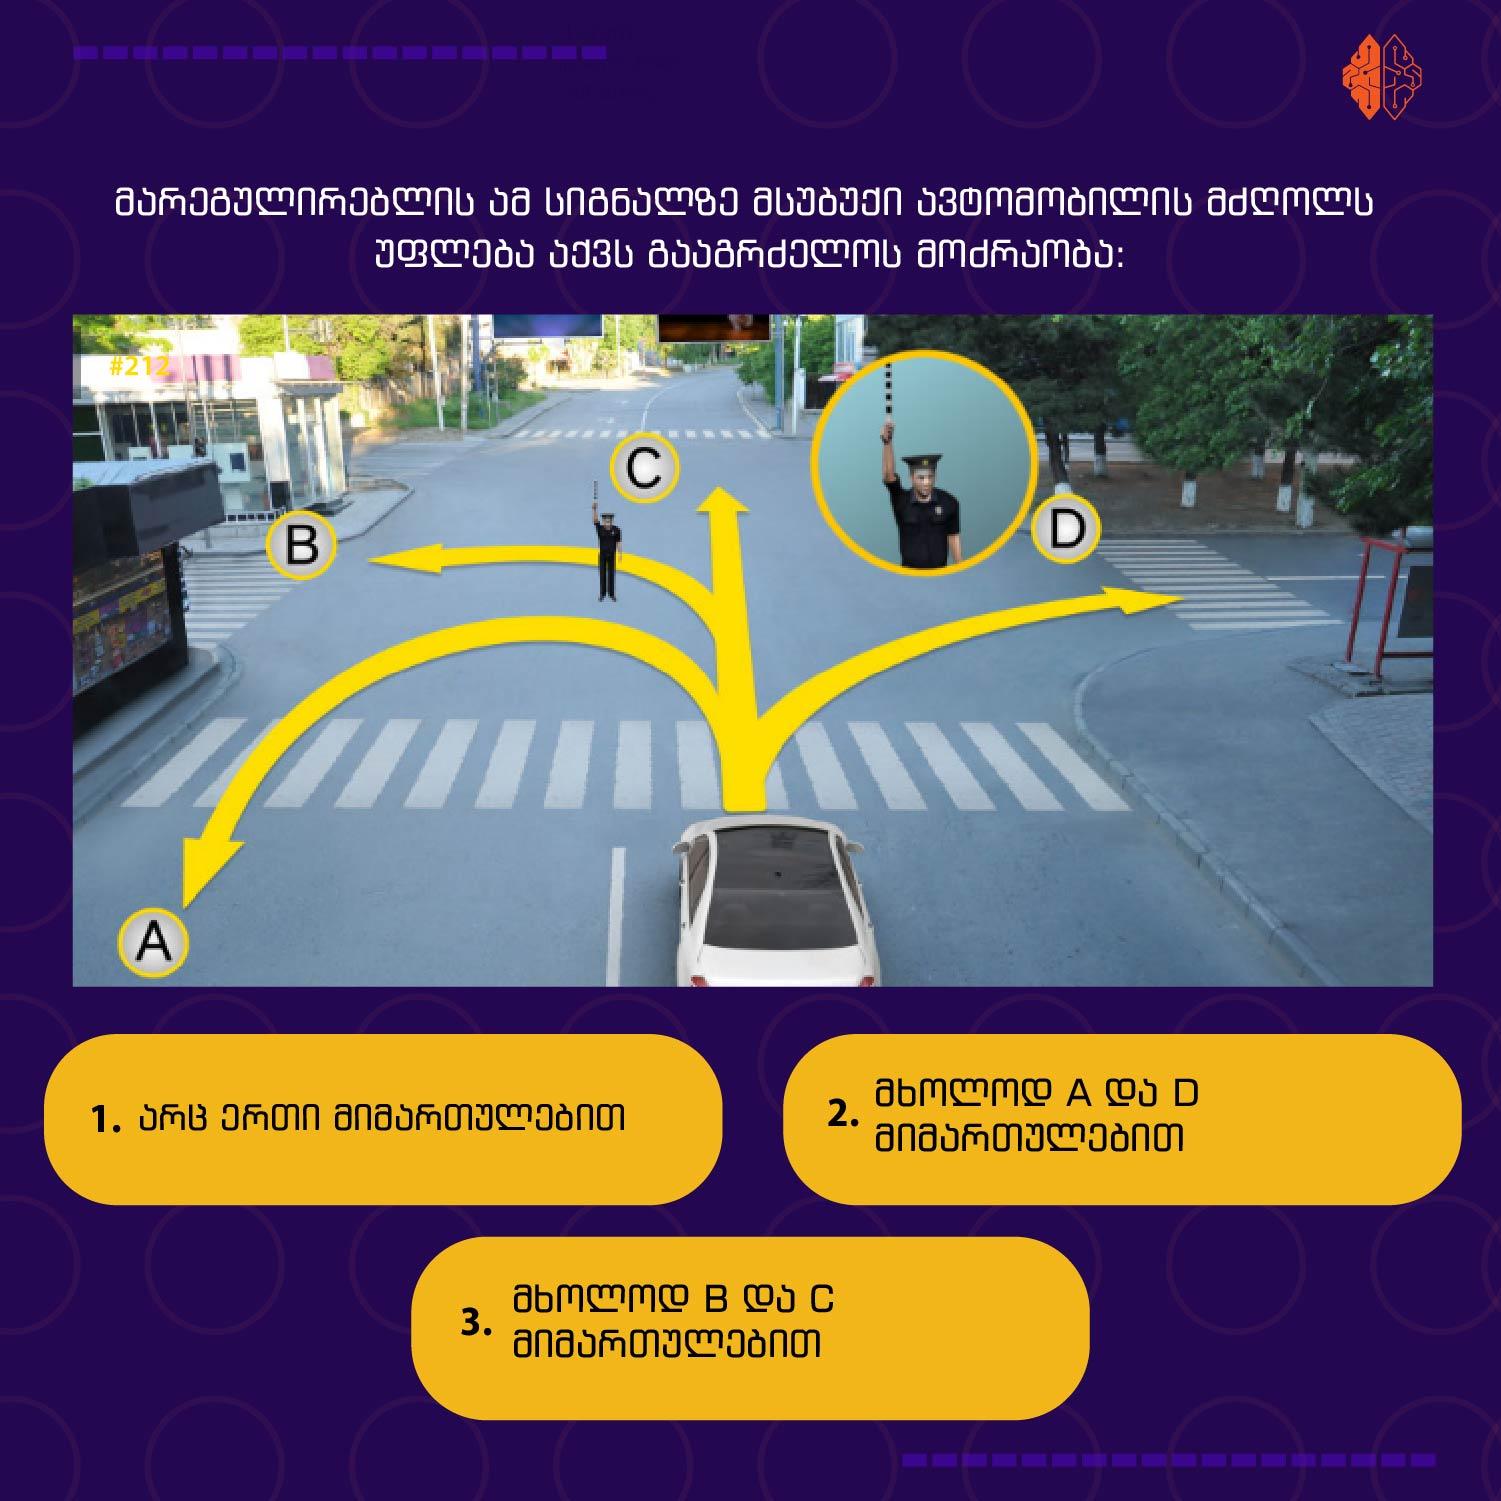 მარეგულირებლის ამ სიგნალზე მსუბუქი ავტომობილის მძღოლს
უფლება აქვს გააგრძელოს მოძრაობა:
#212
C
B
D
A
1. არც ერთი მიმართულებით
2. მხოლოდ A და D
მიმართულებით
3. მხოლოდ B და C
მიმართულებით